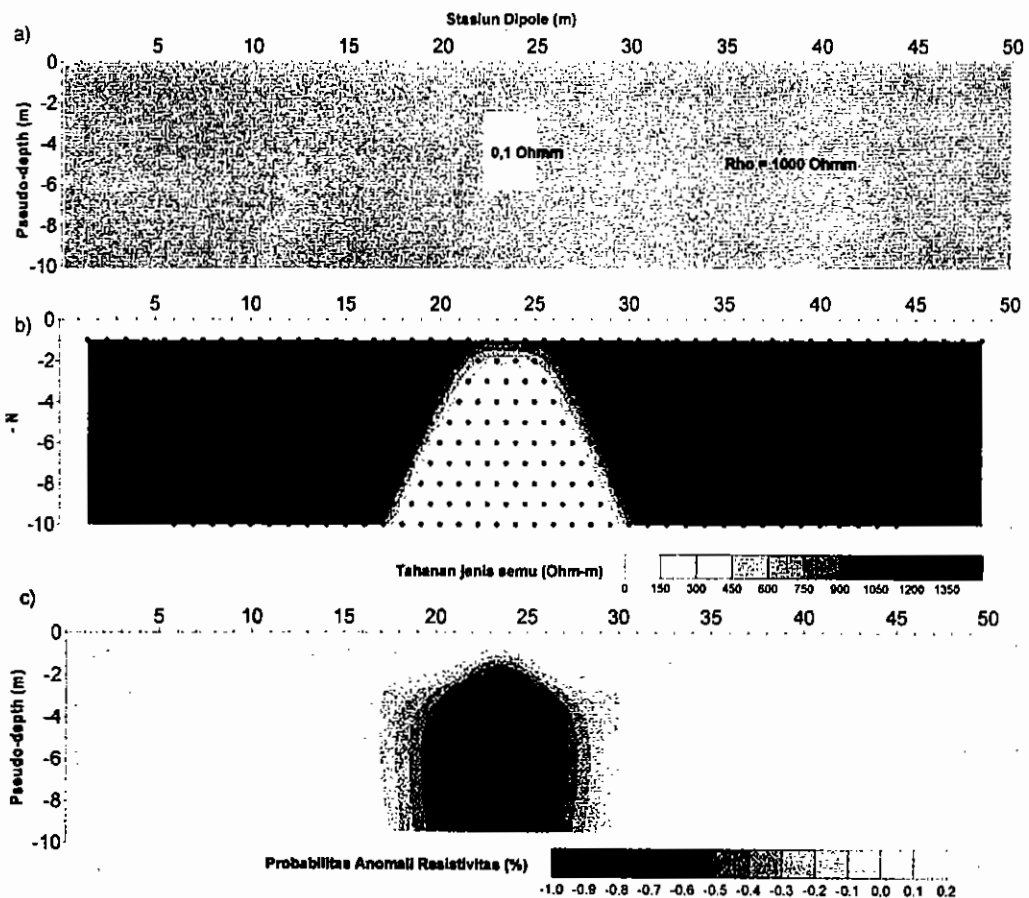 Stasiun Dipole (m)
a)
5 10 15 20 25 30 35 40 45 50
Pseudo-depth (m)
0
-2
-4
-6
-8
-10
0,1 Ohmm
Rho = 1000 Ohmm
b)
5 10 15 20 25 30 35 40 45 50
- N
0
-2
-4
-6
-8
-10
Tahanan jenis semu (Ohm-m)
0 150 300 450 600 750 900 1050 1200 1350
c)
5 10 15 20 25 30 35 40 45 50
Pseudo-depth (m)
0
-2
-4
-6
-8
-10
Probabilitas Anomali Resistivitas (%)
-1.0 -0.9 -0.8 -0.7 -0.6 -0.5 -0.4 -0.3 -0.2 -0.1 0.0 0.1 0.2